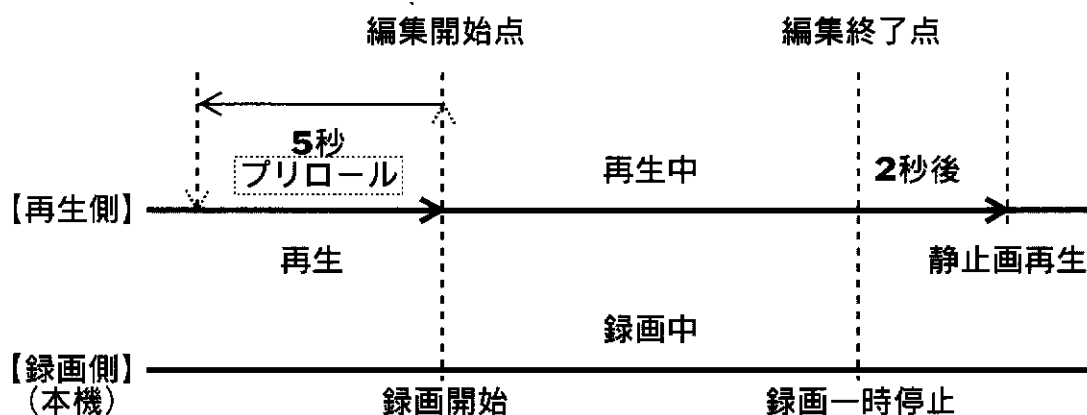 編集開始点
編集終了点
5秒
プリロール
再生中
2秒後
【再生側】
再生
静止画再生
録画中
【録画側】
（本機）
録画開始
録画一時停止